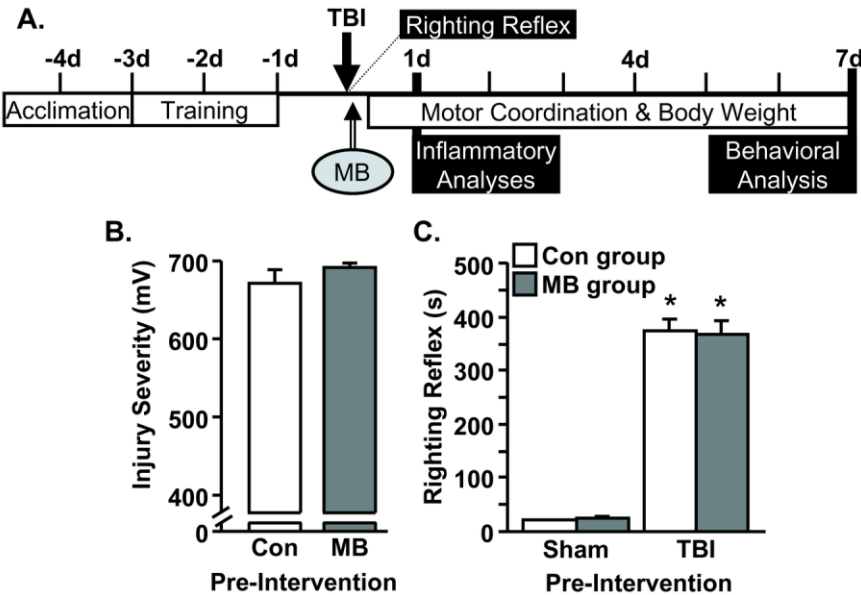 A.
TBI
Righting Reflex
-4d -3d -2d -1d 1d 4d 7d
Acclimation Training Motor Coordination & Body Weight
MB
Inflammatory
Analyses
Behavioral
Analysis
B.
Injury Severity (mV)
700
600
500
400
0
Con MB
Pre-Intervention
C.
Con group
MB group
Righting Reflex (s)
500
400
300
200
100
0
* *
Sham TBI
Pre-Intervention